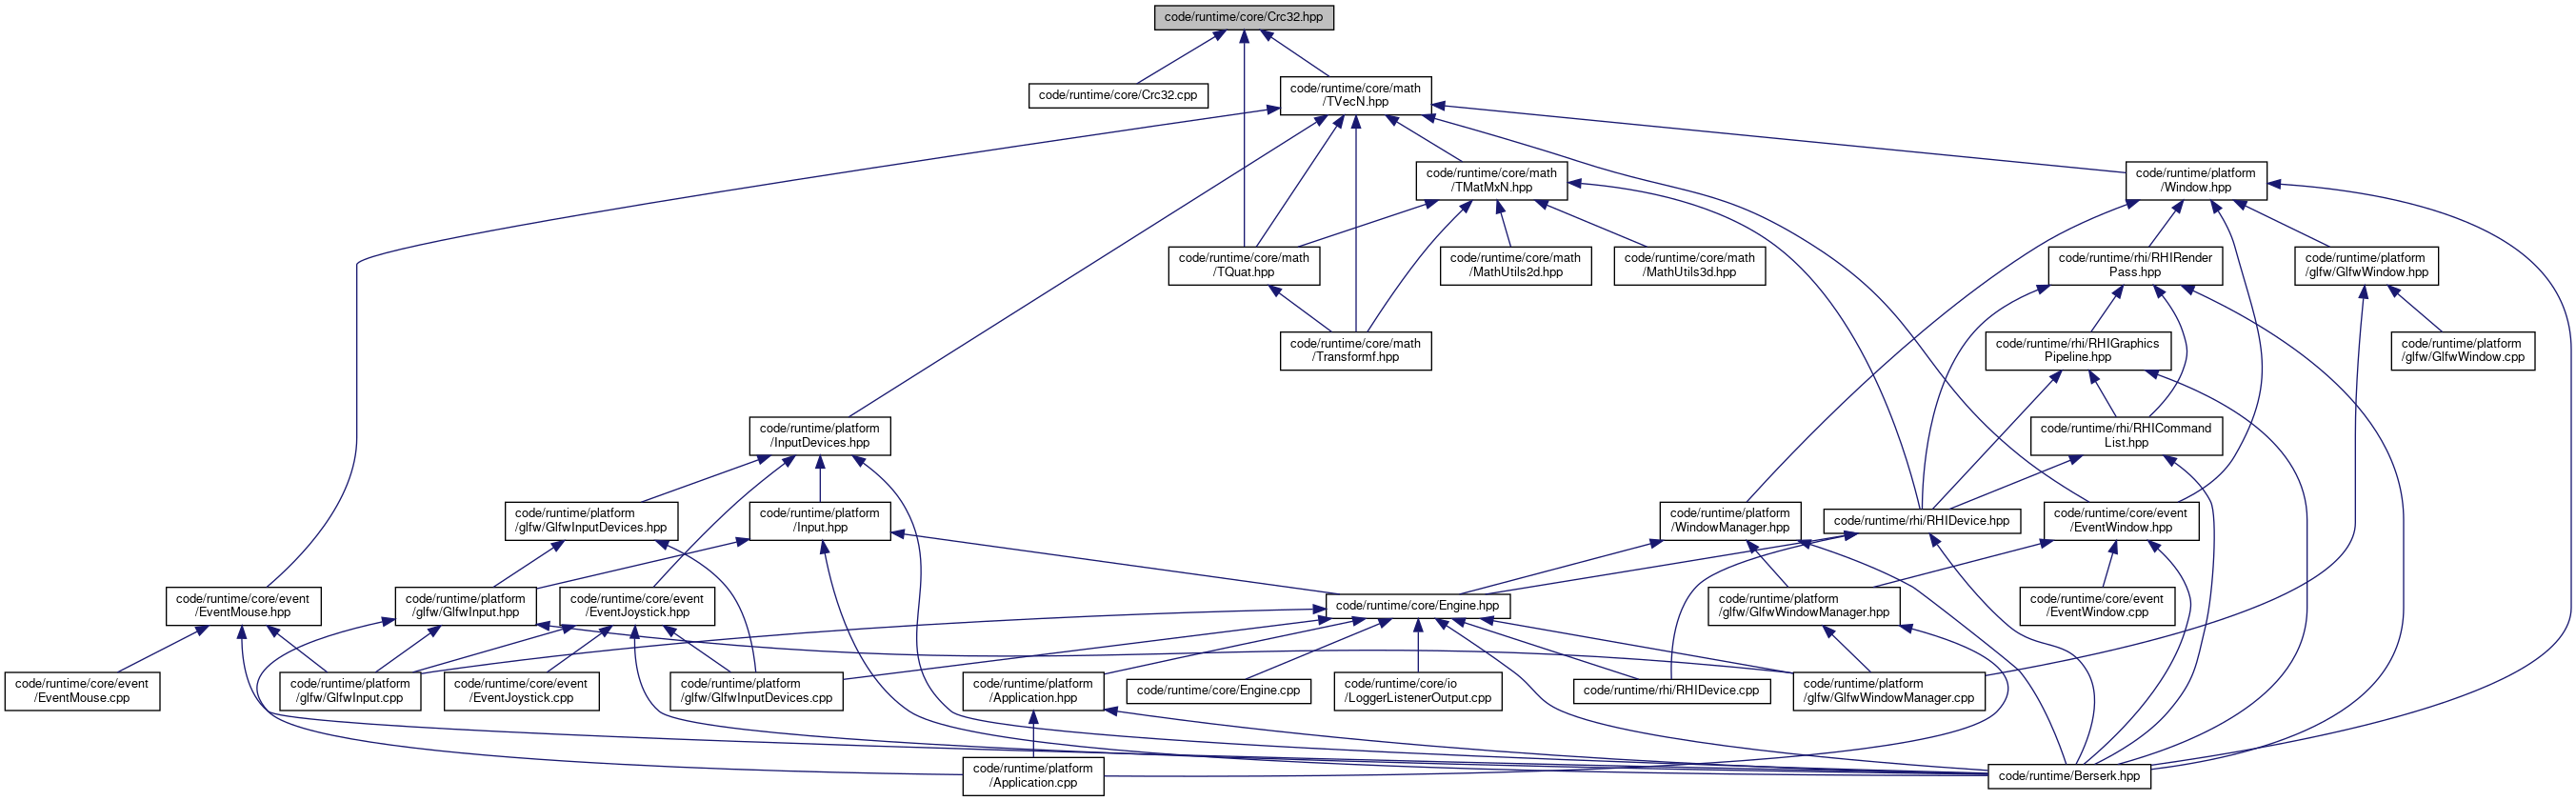 code/runtime/core/Crc32.hpp
code/runtime/core/Crc32.cpp
code/runtime/core/math
/TVecN.hpp
code/runtime/core/math
/TMatMxN.hpp
code/runtime/platform
/Window.hpp
code/runtime/core/math
/TQuat.hpp
code/runtime/core/math
/MathUtils2d.hpp
code/runtime/core/math
/MathUtils3d.hpp
code/runtime/rhi/RHIRender
Pass.hpp
code/runtime/platform
/glfw/GlfwWindow.hpp
code/runtime/core/math
/Transformf.hpp
code/runtime/rhi/RHIGraphics
Pipeline.hpp
code/runtime/platform
/glfw/GlfwWindow.cpp
code/runtime/platform
/InputDevices.hpp
code/runtime/rhi/RHICommand
List.hpp
code/runtime/platform
/glfw/GlfwInputDevices.hpp
code/runtime/platform
/Input.hpp
code/runtime/platform
/WindowManager.hpp
code/runtime/rhi/RHIDevice.hpp
code/runtime/core/event
/EventWindow.hpp
code/runtime/core/event
/EventMouse.hpp
code/runtime/platform
/glfw/GlfwInput.hpp
code/runtime/core/event
/EventJoystick.hpp
code/runtime/core/Engine.hpp
code/runtime/platform
/glfw/GlfwWindowManager.hpp
code/runtime/core/event
/EventWindow.cpp
code/runtime/core/event
/EventMouse.cpp
code/runtime/platform
/glfw/GlfwInput.cpp
code/runtime/core/event
/EventJoystick.cpp
code/runtime/platform
/glfw/GlfwInputDevices.cpp
code/runtime/platform
/Application.hpp
code/runtime/core/Engine.cpp
code/runtime/core/io
/LoggerListenerOutput.cpp
code/runtime/rhi/RHIDevice.cpp
code/runtime/platform
/glfw/GlfwWindowManager.cpp
code/runtime/platform
/Application.cpp
code/runtime/Berserk.hpp